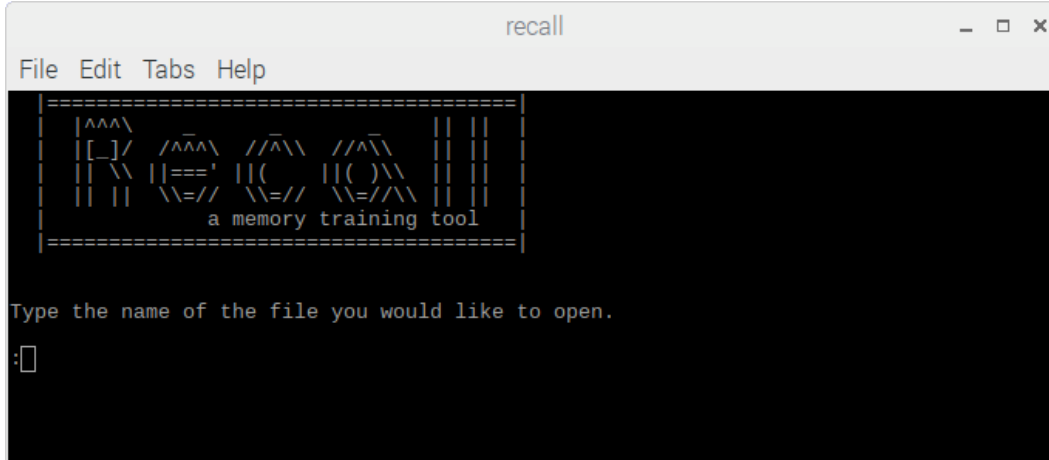 recall
File Edit Tabs Help
Recall
a memory training tool
Type the name of the file you would like to open.
: